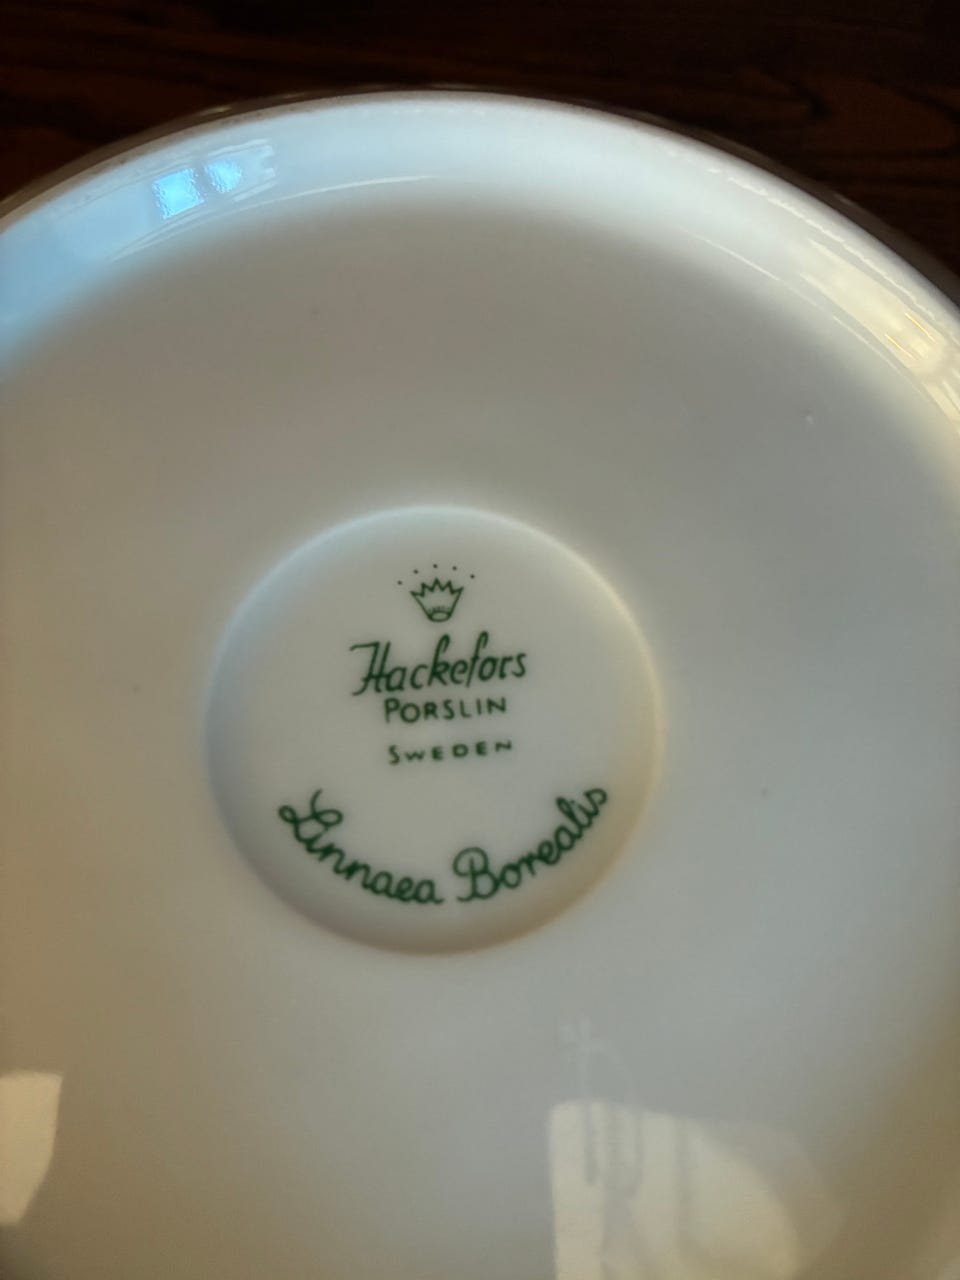 Hackefors
PORSLIN
SWEDEN
Linnaea Borealis